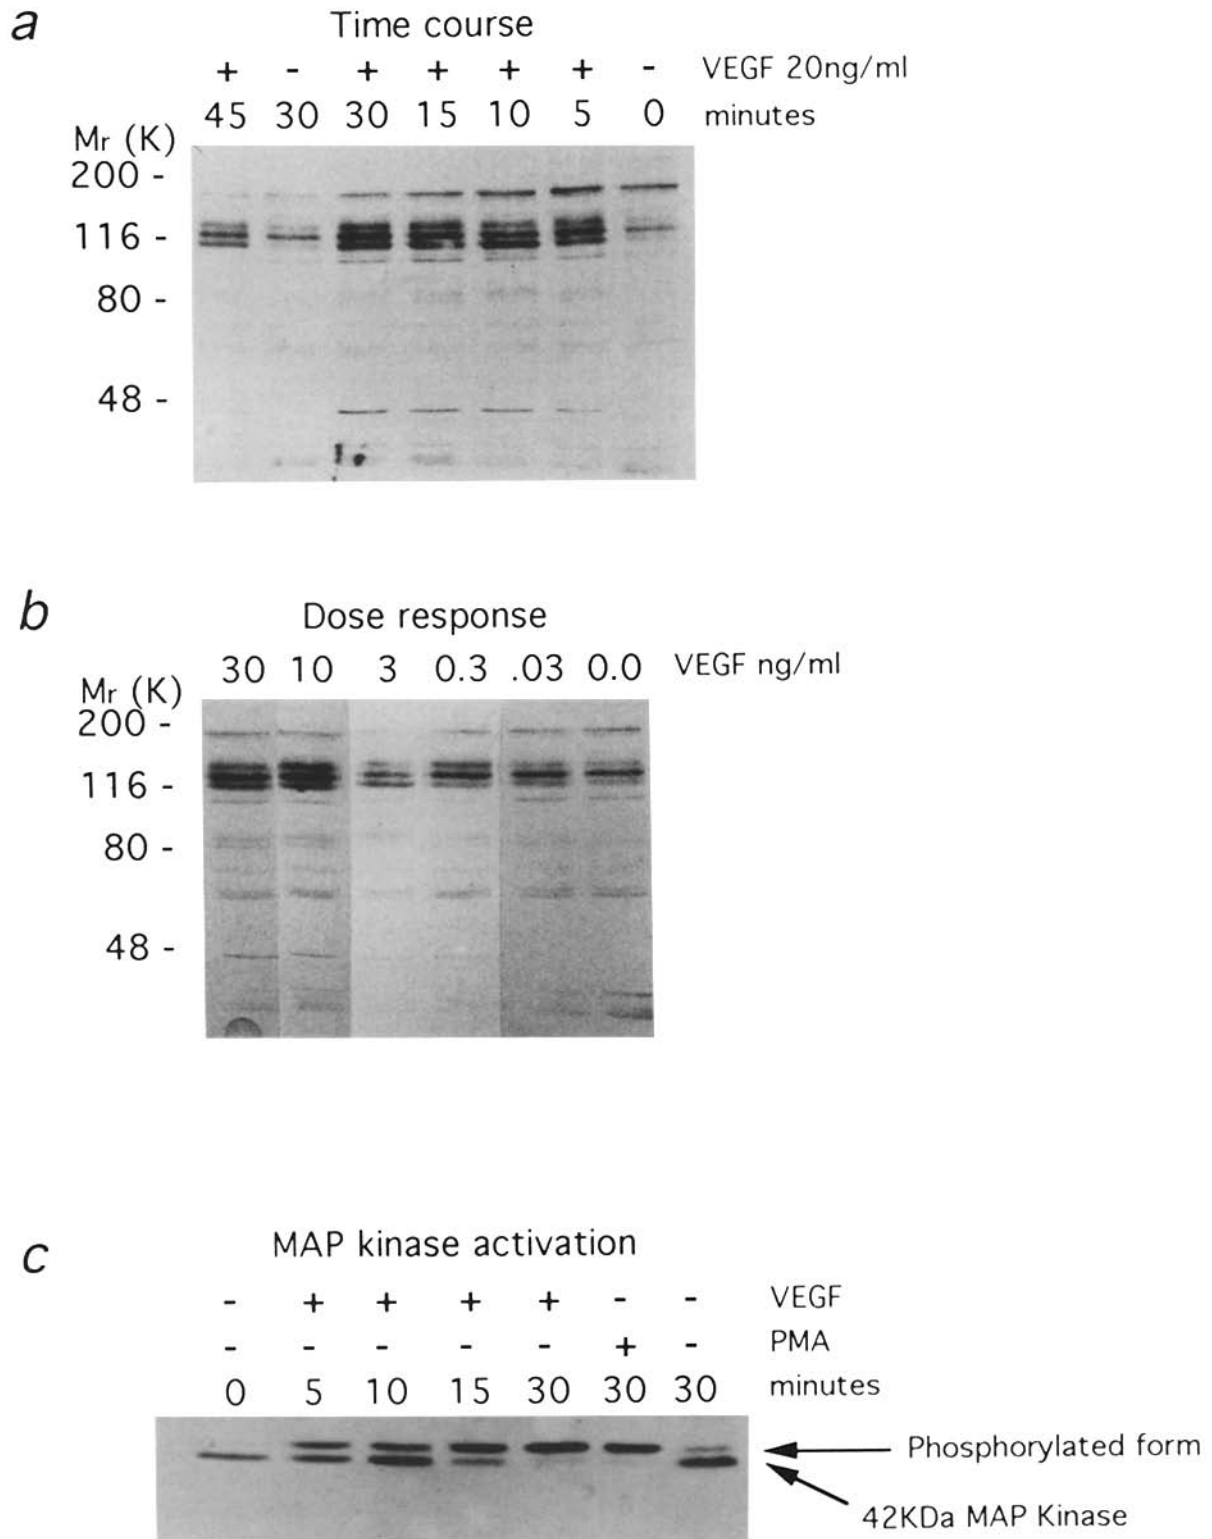 a
Time course
+ - + + + + - VEGF 20ng/ml
45 30 30 15 10 5 0 minutes
Mr (K)
200 -
116 -
80 -
48 -
b
Dose response
30 10 3 0.3 .03 0.0 VEGF ng/ml
Mr (K)
200 -
116 -
80 -
48 -
c
MAP kinase activation
- + + + + - - VEGF
- - - - - + - PMA
0 5 10 15 30 30 30 minutes
Phosphorylated form
42KDa MAP Kinase